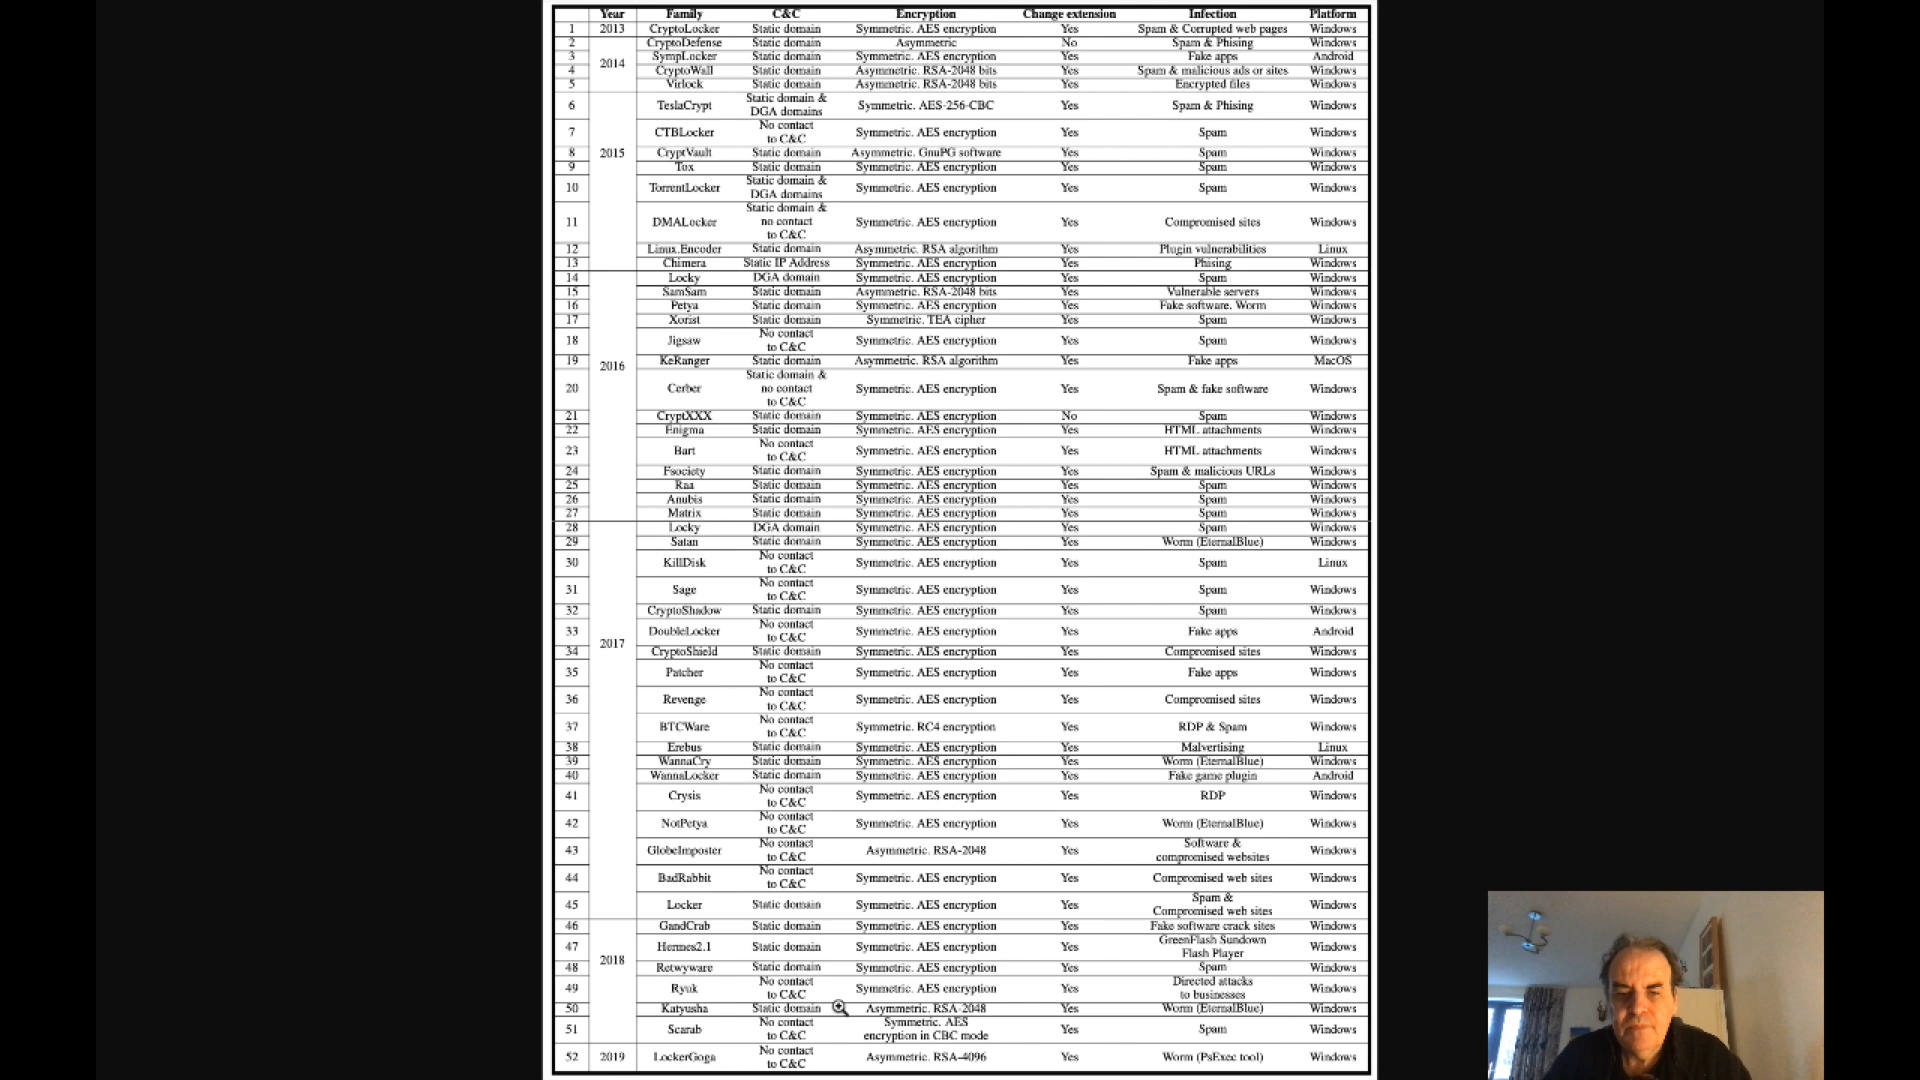 Year Family C&C Encryption Change extension Infection Platform
1 2013 CryptoLocker Static domain Symmetric. AES encryption Yes Spam & Corrupted web pages Windows
2 CryptoDefense Static domain Asymmetric No Spam & Phising Windows
3 SympLocker Static domain Symmetric. AES encryption Yes Fake apps Android
2014
4 CryptoWall Static domain Asymmetric. RSA-2048 bits Yes Spam & malicious ads or sites Windows
5 Virlock Static domain Asymmetric. RSA-2048 bits Yes Encrypted files Windows
6 TeslaCrypt Static domain & DGA domains Symmetric. AES-256-CBC Yes Spam & Phising Windows
7 CTBLocker No contact to C&C Symmetric. AES encryption Yes Spam Windows
8 2015 CryptVault Static domain Asymmetric. GnuPG software Yes Spam Windows
9 Tox Static domain Symmetric. AES encryption Yes Spam Windows
10 TorrentLocker Static domain & DGA domains Symmetric. AES encryption Yes Spam Windows
11 DMALocker Static domain & no contact to C&C Symmetric. AES encryption Yes Compromised sites Windows
12 Linux.Encoder Static domain Asymmetric. RSA algorithm Yes Plugin vulnerabilities Linux
13 Chimera Static IP Address Symmetric. AES encryption Yes Phising Windows
14 Locky DGA domain Symmetric. AES encryption Yes Spam Windows
15 SamSam Static domain Asymmetric. RSA-2048 bits Yes Vulnerable servers Windows
16 Petya Static domain Symmetric. AES encryption Yes Fake software. Worm Windows
17 Xorist Static domain Symmetric. TEA cipher Yes Spam Windows
18 Jigsaw No contact to C&C Symmetric. AES encryption Yes Spam Windows
19 2016 KeRanger Static domain Asymmetric. RSA algorithm Yes Fake apps MacOS
20 Cerber Static domain & no contact to C&C Symmetric. AES encryption Yes Spam & fake software Windows
21 CryptXXX Static domain Symmetric. AES encryption No Spam Windows
22 Enigma Static domain Symmetric. AES encryption Yes HTML attachments Windows
23 Bart No contact to C&C Symmetric. AES encryption Yes HTML attachments Windows
24 Fsociety Static domain Symmetric. AES encryption Yes Spam & malicious URLs Windows
25 Raa Static domain Symmetric. AES encryption Yes Spam Windows
26 Anubis Static domain Symmetric. AES encryption Yes Spam Windows
27 Matrix Static domain Symmetric. AES encryption Yes Spam Windows
28 Locky DGA domain Symmetric. AES encryption Yes Spam Windows
29 Satan Static domain Symmetric. AES encryption Yes Worm (EternalBlue) Windows
30 KillDisk No contact to C&C Symmetric. AES encryption Yes Spam Linux
31 Sage No contact to C&C Symmetric. AES encryption Yes Spam Windows
32 CryptoShadow Static domain Symmetric. AES encryption Yes Spam Windows
33 DoubleLocker No contact to C&C Symmetric. AES encryption Yes Fake apps Android
34 2017 CryptoShield Static domain Symmetric. AES encryption Yes Compromised sites Windows
35 Patcher No contact to C&C Symmetric. AES encryption Yes Fake apps Windows
36 Revenge No contact to C&C Symmetric. AES encryption Yes Compromised sites Windows
37 BTCWare No contact to C&C Symmetric. RC4 encryption Yes RDP & Spam Windows
38 Erebus Static domain Symmetric. AES encryption Yes Malvertising Linux
39 WannaCry Static domain Symmetric. AES encryption Yes Worm (EternalBlue) Windows
40 WannaLocker Static domain Symmetric. AES encryption Yes Fake game plugin Android
41 Crysis No contact to C&C Symmetric. AES encryption Yes RDP Windows
42 NotPetya No contact to C&C Symmetric. AES encryption Yes Worm (EternalBlue) Windows
43 GlobeImposter No contact to C&C Asymmetric. RSA-2048 Yes Software & compromised websites Windows
44 BadRabbit No contact to C&C Symmetric. AES encryption Yes Compromised web sites Windows
45 Locker Static domain Symmetric. AES encryption Yes Spam & Compromised web sites Windows
46 GandCrab Static domain Symmetric. AES encryption Yes Fake software crack sites Windows
47 Hermes2.1 Static domain Symmetric. AES encryption Yes GreenFlash Sundown Flash Player Windows
48 2018 Retwyware Static domain Symmetric. AES encryption Yes Spam Windows
49 Ryuk No contact to C&C Symmetric. AES encryption Yes Directed attacks to businesses Windows
50 Katyusha Static domain Asymmetric. RSA-2048 Yes Worm (EternalBlue) Windows
51 Scarab No contact to C&C Symmetric. AES encryption in CBC mode Yes Spam Windows
52 2019 LockerGoga No contact to C&C Asymmetric. RSA-4096 Yes Worm (PsExec tool) Windows